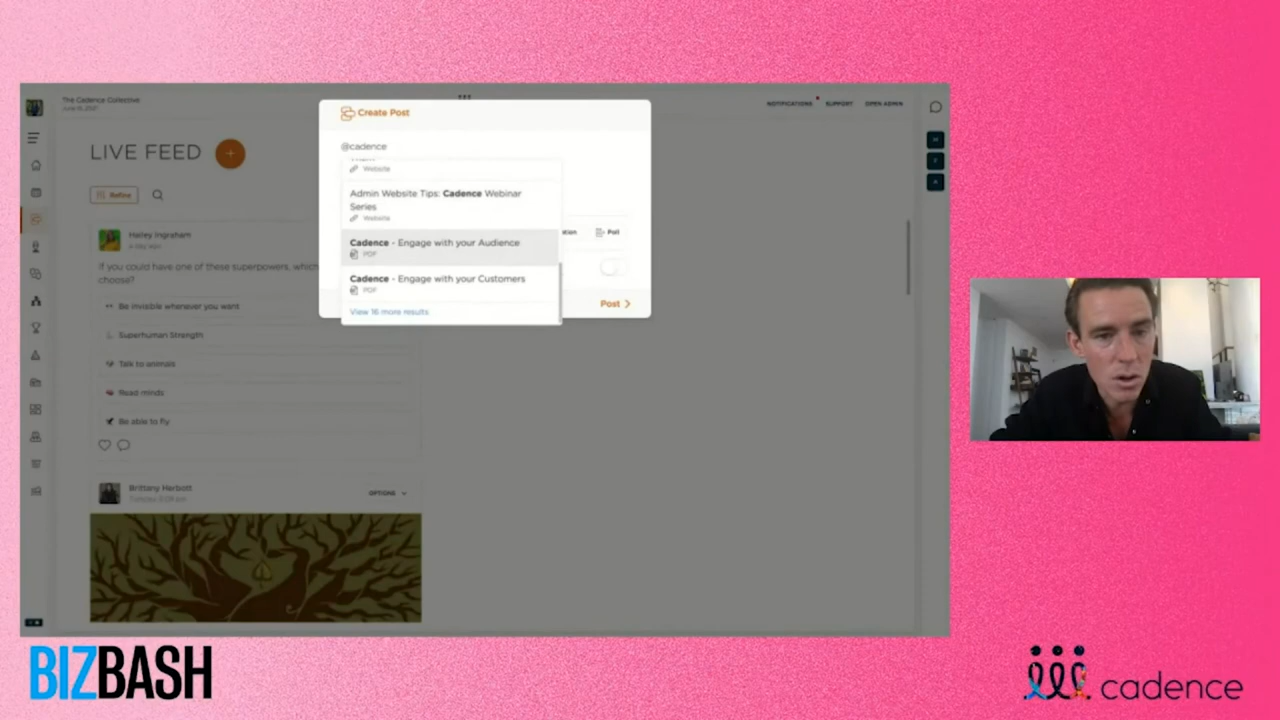 The Cadence Collective
NOTIFICATIONS
SUPPORT
OPEN ADMIN
LIVE FEED
+
Refine
Hailey Ingraham
If you could have one of these superpowers, which
choose?
Be invisible whenever you want
Superhuman Strength
Talk to animals
Read minds
Be able to fly
Brittany Herbott
OPTIONS
Create Post
@cadence
Website
Admin Website Tips: Cadence Webinar
Series
Website
Cadence - Engage with your Audience
PDF
Cadence - Engage with your Customers
PDF
View 16 more results
Poll
Post
BIZBASH
cadence